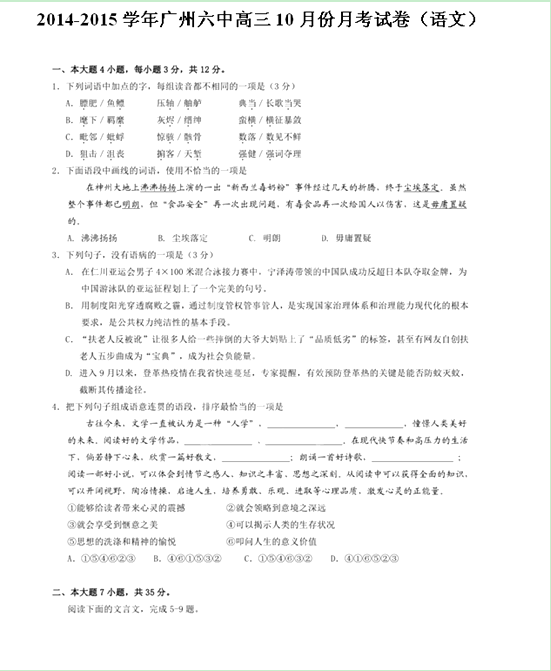 2014-2015学年广州六中高三10月份月考试卷（语文）
一、本大题4小题，每小题3分，共12分。
1．下列词语中加点的字，每组读音都不相同的一项是（3分）
A．膘肥／鱼鳔 压轴／舳舻 典当／长歌当哭
B．麾下／羁縻 灰烬／缙绅 蛮横／横征暴敛
C．毗邻／蚍蜉 惊骇／骸骨 数落／数见不鲜
D．狙击／沮丧 掮客／天堑 强健／强词夺理
2．下面语段中画线的词语，使用不恰当的一项是
在神州大地上沸沸扬扬上演的一出“新西兰毒奶粉”事件经过几天的折腾，终于尘埃落定。虽然
整个事件都已明朗，但“食品安全”再一次出现问题，有毒食品再一次给国人以伤害，这是毋庸置疑
的。
A. 沸沸扬扬 B. 尘埃落定 C. 明朗 D. 毋庸置疑
3．下列句子，没有语病的一项是（3分）
A． 在仁川亚运会男子4×100米混合泳接力赛中，宁泽涛带领的中国队成功反超日本队夺取金牌，为
中国游泳队的亚运征程划上了一个完美的句号。
B． 用制度阳光穿透腐败之霾，通过制度管权管事管人，是实现国家治理体系和治理能力现代化的根本
要求，是公共权力纯洁性的基本手段。
C． “扶老人反被讹”让很多人给一些摔倒的大爷大妈贴上了“品质低劣”的标签，甚至有网友自创扶
老人五步曲成为“宝典”，成为社会负能量。
D. 进入9月以来，登革热疫情在我省快速蔓延，专家提醒，有效预防登革热的关键是能否防蚊灭蚊，
截断其传播途径。
4．把下列句子组成语意连贯的语段，排序最恰当的一项是
古往今来，文学一直被认为是一种“人学”，____________，____________，憧憬人类美好
的未来。阅读好的文学作品，____________，____________。在现代快节奏和高压力的生活
下，倘若静下心来，欣赏一篇好散文，____________；朗诵一首好诗歌，____________；
阅读一部好小说，可以体会到情节之感人、知识之丰富、思想之深刻。从阅读中可以获得全面的知识，
可以开阔视野，陶冶情操，启迪人生，培养勇敢、乐观、进取等心理品质，激发心灵的正能量。
①能够给读者带来心灵的震撼 ②就会领略到意境之深远
③就会享受到惬意之美 ④可以揭示人类的生存状况
⑤思想的洗涤和精神的愉悦 ⑥叩问人生的意义价值
A．①⑤④⑥②③ B．④⑥①⑤③② C．①⑤④⑥③② D．④①⑥⑤②③
二、本大题7小题，共35分。
阅读下面的文言文，完成5-9题。